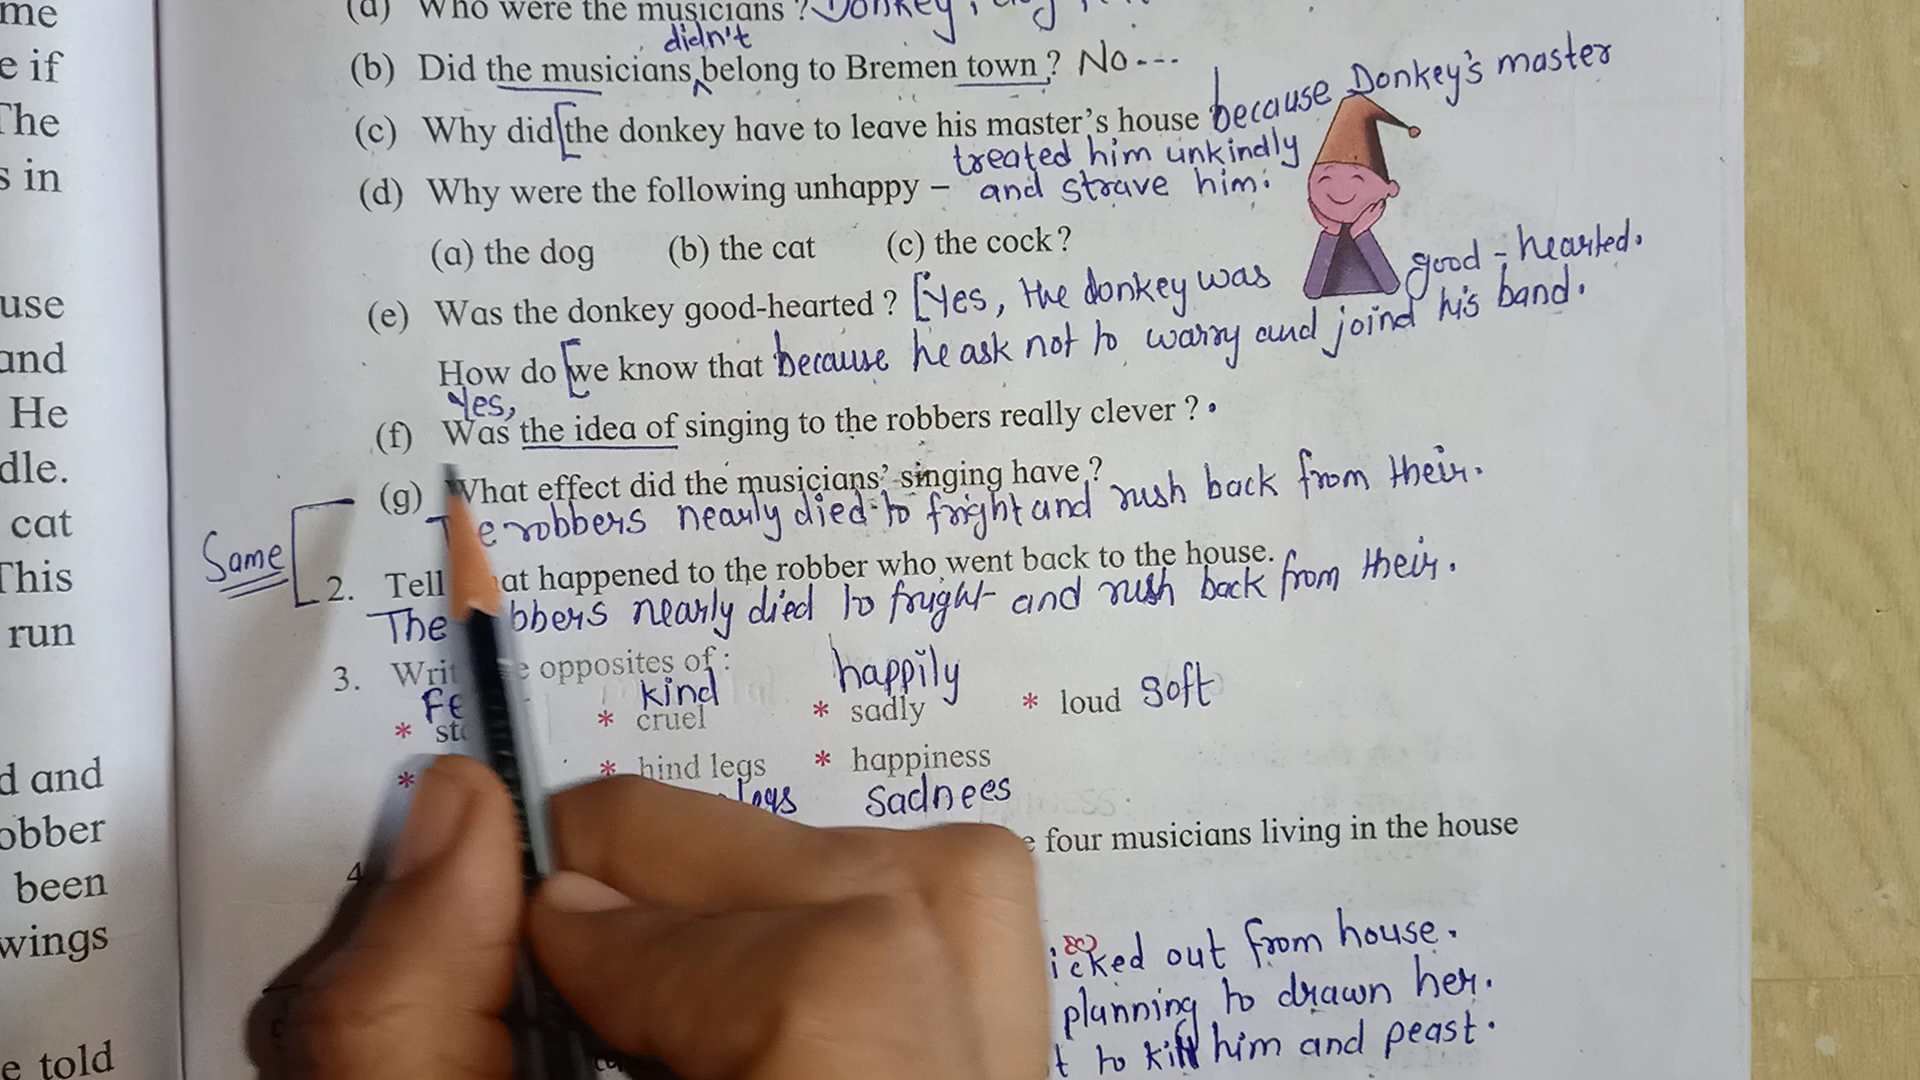 me
e if
The
s in
use
and
He
dle.
cat
This
run
d and
obber
been
wings
e told
(a) Who were the musicians ? Donkey, dog,
didn't
(b) Did the musicians belong to Bremen town ? No---
(c) Why did [the donkey have to leave his master's house because Donkey's master
treated him unkindly
(d) Why were the following unhappy – and strave him.
(a) the dog (b) the cat (c) the cock ?
(e) Was the donkey good-hearted ? [Yes, the donkey was good-hearted.
How do [we know that because he ask not to warry and joind his band.
Yes,
(f) Was the idea of singing to the robbers really clever ?
(g) What effect did the musicians' singing have ?
robbers nearly died to fright and rush back from their.
Same
2. Tell happened to the robber who went back to the house.
The nearly died to fright and rush back from their.
3. opposites of :
kind happily
* cruel * sadly * loud soft
* hind legs * happiness
legs Sadnees
four musicians living in the house
4.
out from house.
planning to drawn her.
to kill him and peast.